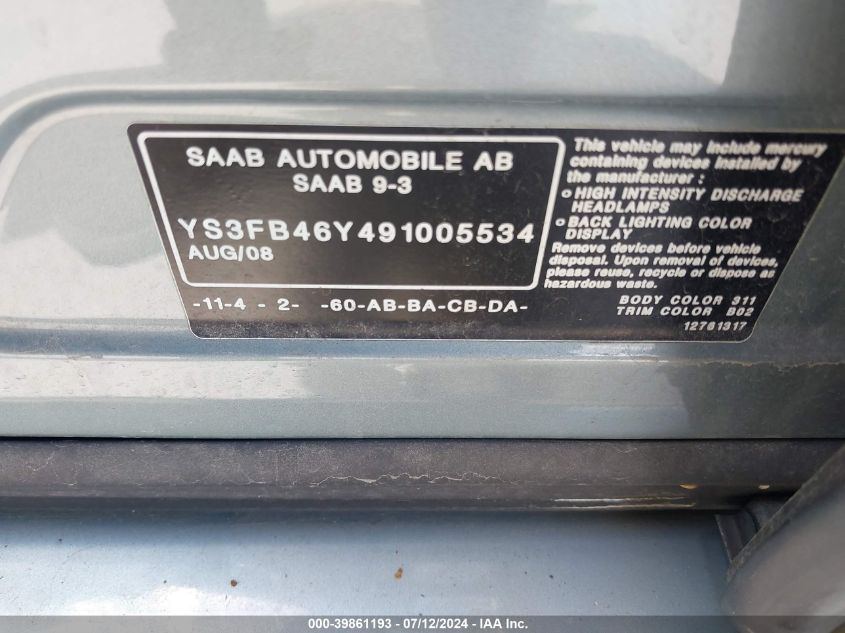 SAAB AUTOMOBILE AB
SAAB 9-3
YS3FB46Y491005534
AUG/08
-11-4 - 2- -60-AB-BA-CB-DA-
This vehicle may include mercury
containing devices installed by
the manufacturer :
o HIGH INTENSITY DISCHARGE
HEADLAMPS
o BACK LIGHTING COLOR
DISPLAY
Remove devices before vehicle
disposal. Upon removal of devices,
please reuse, recycle or dispose as
hazardous waste.
BODY COLOR 311
TRIM COLOR B02
12781317
000-39861193 - 07/12/2024 - IAA Inc.